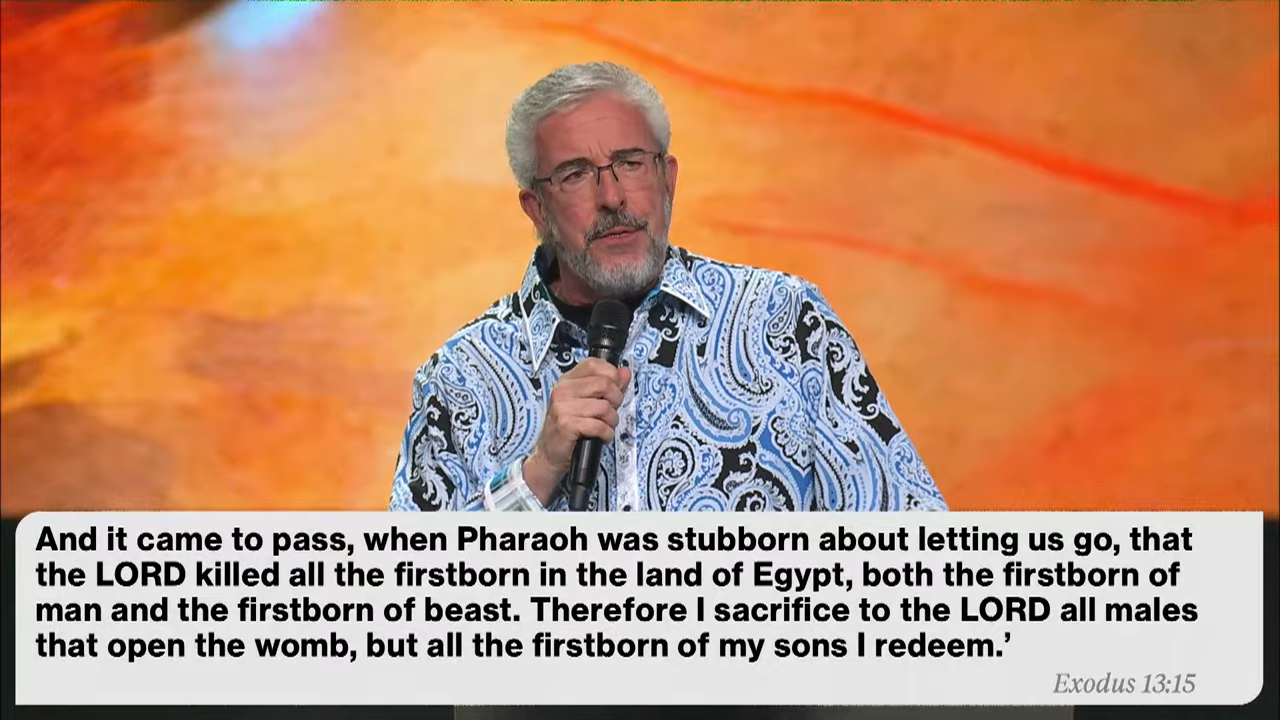 And it came to pass, when Pharaoh was stubborn about letting us go, that
the LORD killed all the firstborn in the land of Egypt, both the firstborn of
man and the firstborn of beast. Therefore I sacrifice to the LORD all males
that open the womb, but all the firstborn of my sons I redeem.’
Exodus 13:15